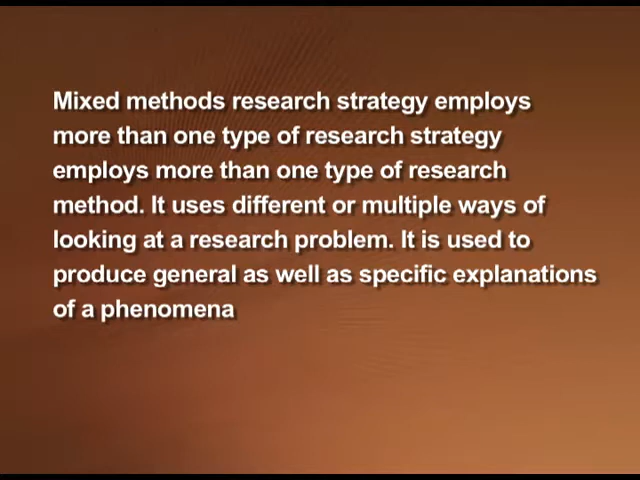 Mixed methods research strategy employs
more than one type of research strategy
employs more than one type of research
method. It uses different or multiple ways of
looking at a research problem. It is used to
produce general as well as specific explanations
of a phenomena